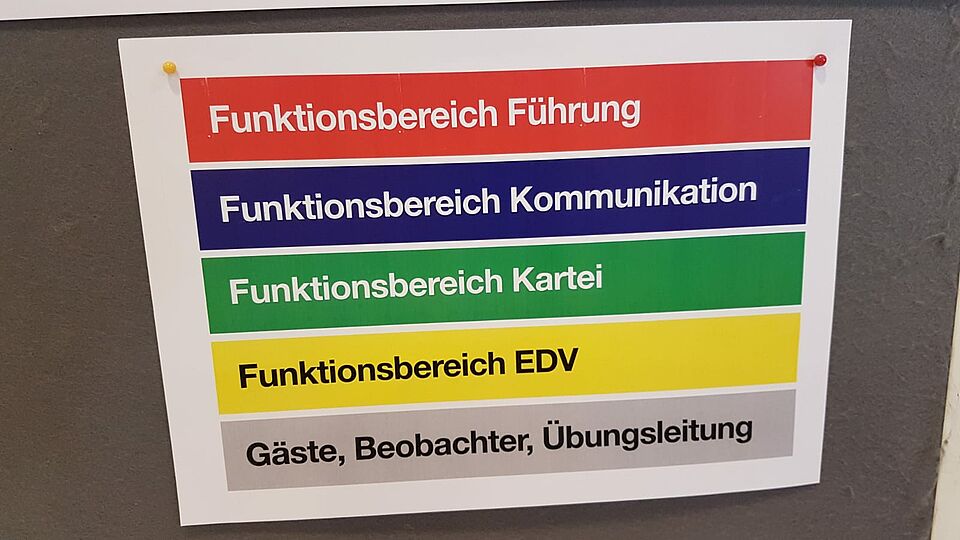 Funktionsbereich Führung
Funktionsbereich Kommunikation
Funktionsbereich Kartei
Funktionsbereich EDV
Gäste, Beobachter, Übungsleitung